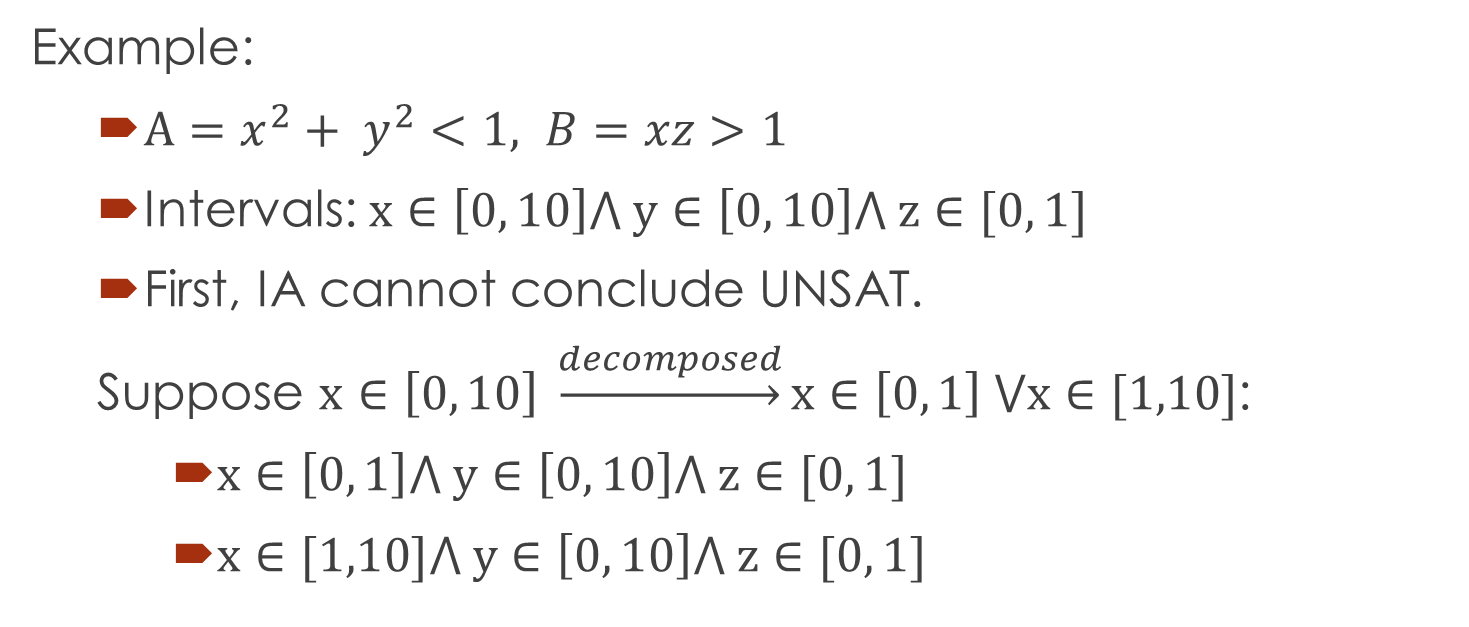 Example:
A = x² + y² < 1, B = xz > 1
Intervals: x ∈ [0, 10]Λ y ∈ [0, 10]Λ z ∈ [0, 1]
First, IA cannot conclude UNSAT.
decomposed
Suppose x ∈ [0, 10] → x ∈ [0, 1] Vx ∈ [1,10]:
x ∈ [0, 1]Λ y ∈ [0, 10]Λ z ∈ [0, 1]
x ∈ [1,10]Λ y ∈ [0, 10]Λ z ∈ [0, 1]